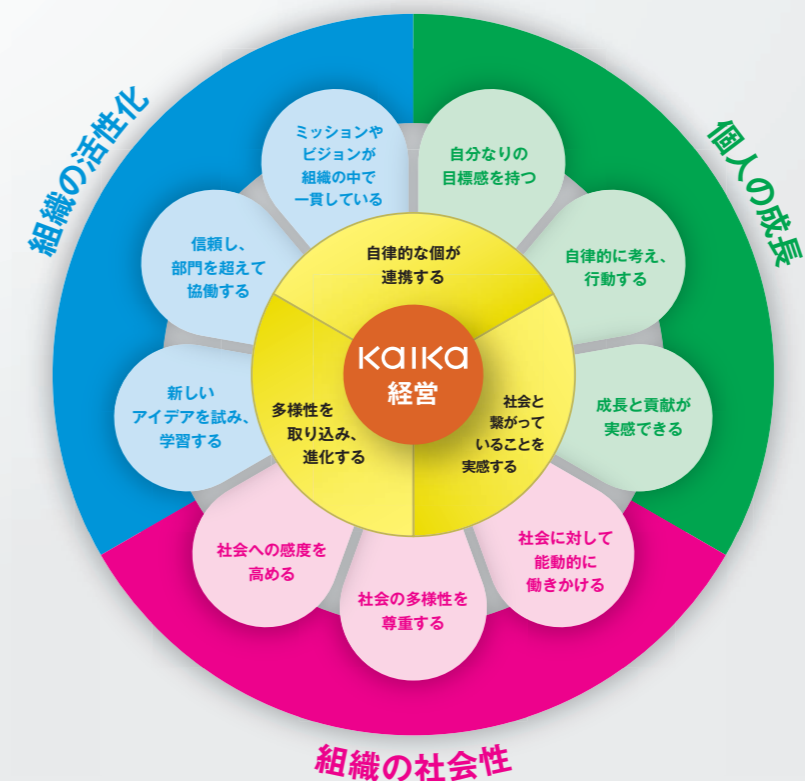 組織の活性化
個人の成長
組織の社会性
ミッションや
ビジョンが
組織の中で
一貫している
自分なりの
目標感を持つ
信頼し、
部門を超えて
協働する
自律的に考え、
行動する
新しい
アイデアを試み、
学習する
成長と貢献が
実感できる
社会への感度を
高める
社会の多様性を
尊重する
社会に対して
能動的に
働きかける
自律的な個が
連携する
多様性を
取り込み、
進化する
社会と
繋がって
いることを
実感する
KAIKA
経営